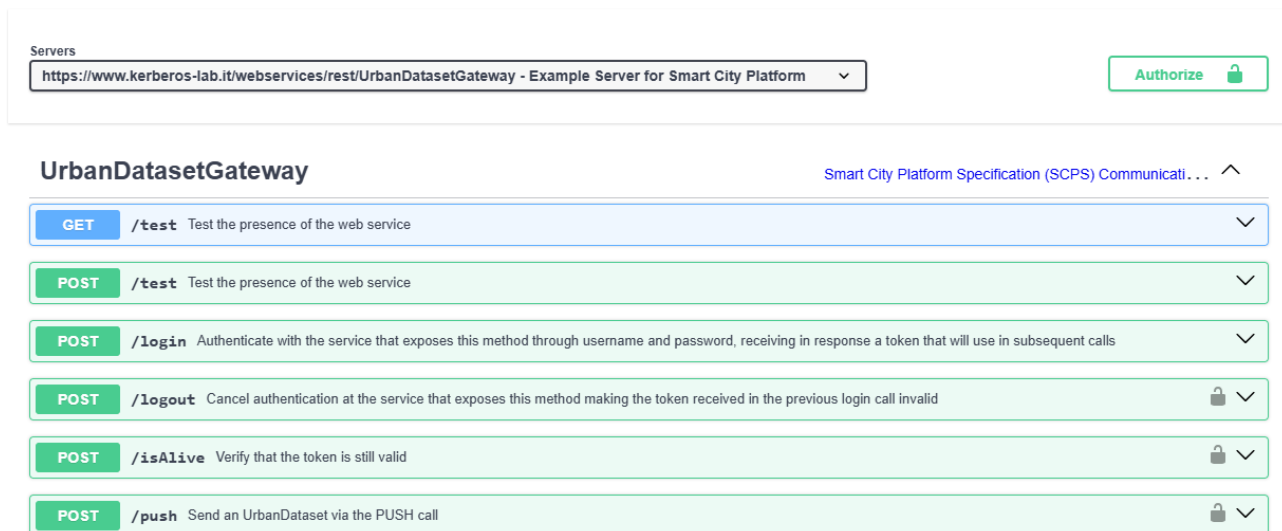 Servers
https://www.kerberos-lab.it/webservices/rest/UrbanDatasetGateway - Example Server for Smart City Platform
Authorize
UrbanDatasetGateway
Smart City Platform Specification (SCPS) Communicati...
GET /test Test the presence of the web service
POST /test Test the presence of the web service
POST /login Authenticate with the service that exposes this method through username and password, receiving in response a token that will use in subsequent calls
POST /logout Cancel authentication at the service that exposes this method making the token received in the previous login call invalid
POST /isAlive Verify that the token is still valid
POST /push Send an UrbanDataset via the PUSH call